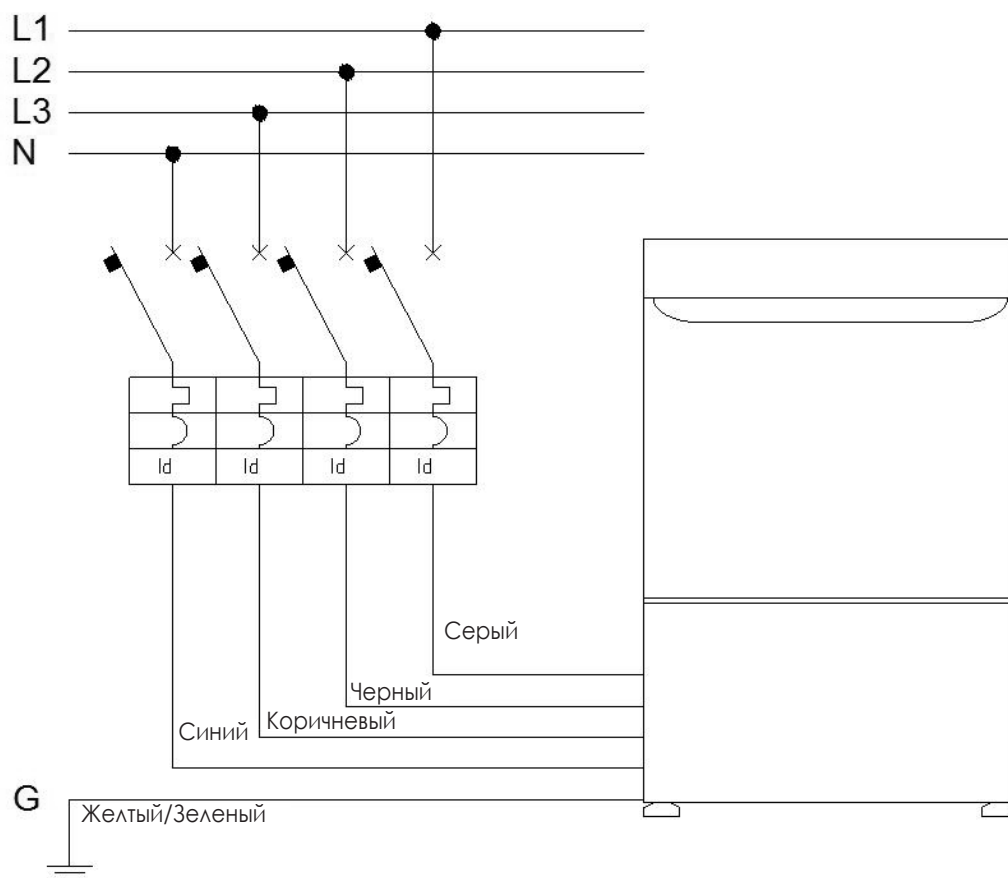 L1
L2
L3
N
Id Id Id Id
Серый
Черный
Коричневый
Синий
G
Желтый/Зеленый